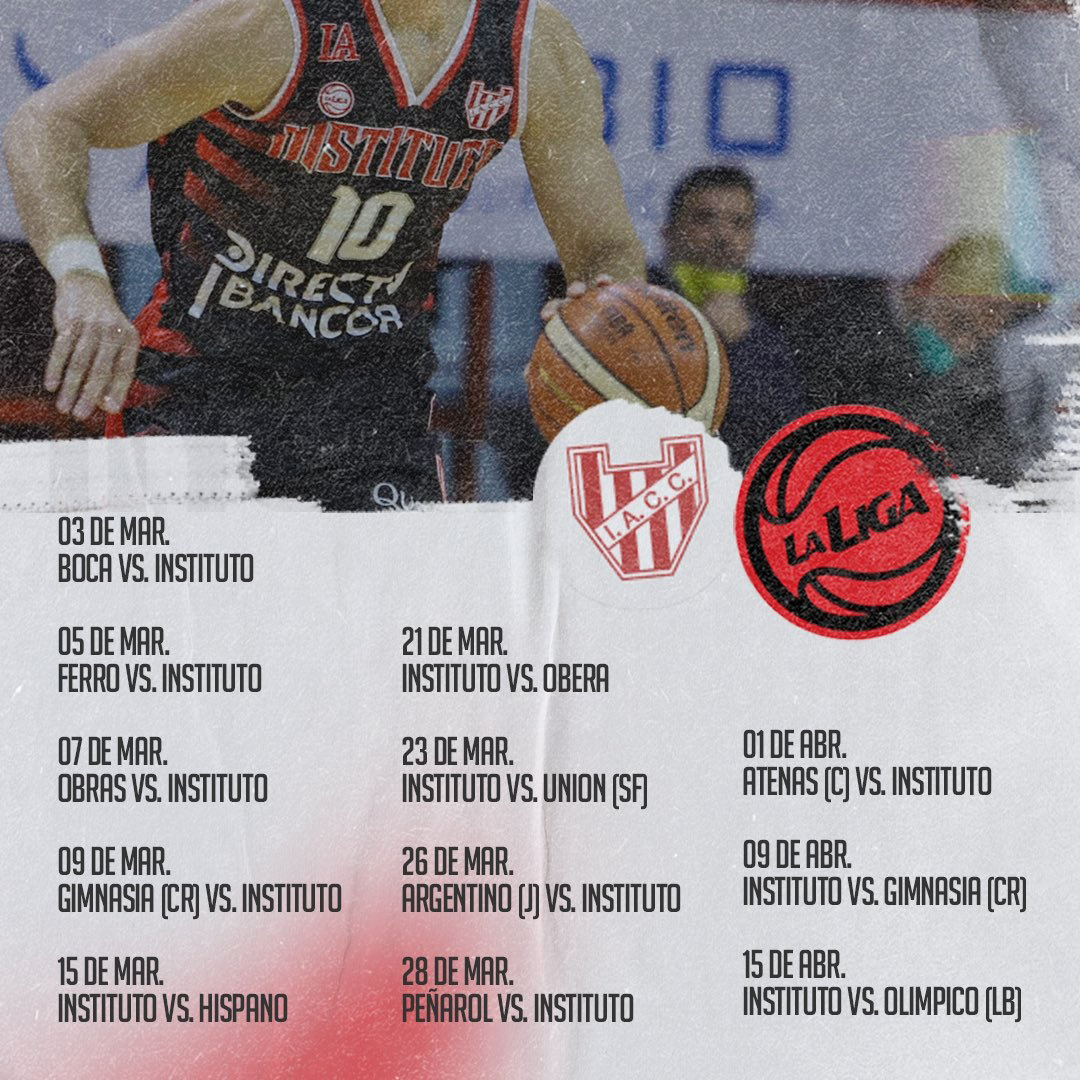 IA
LA LIGA
INSTITUTO
10
DIRECTV
BANCOR
I.A.C.C.
LA LIGA
03 DE MAR.
BOCA VS. INSTITUTO
05 DE MAR.
FERRO VS. INSTITUTO
07 DE MAR.
OBRAS VS. INSTITUTO
09 DE MAR.
GIMNASIA (CR) VS. INSTITUTO
15 DE MAR.
INSTITUTO VS. HISPANO
21 DE MAR.
INSTITUTO VS. OBERA
23 DE MAR.
INSTITUTO VS. UNION (SF)
26 DE MAR.
ARGENTINO (J) VS. INSTITUTO
28 DE MAR.
PEÑAROL VS. INSTITUTO
01 DE ABR.
ATENAS (C) VS. INSTITUTO
09 DE ABR.
INSTITUTO VS. GIMNASIA (CR)
15 DE ABR.
INSTITUTO VS. OLIMPICO (LB)